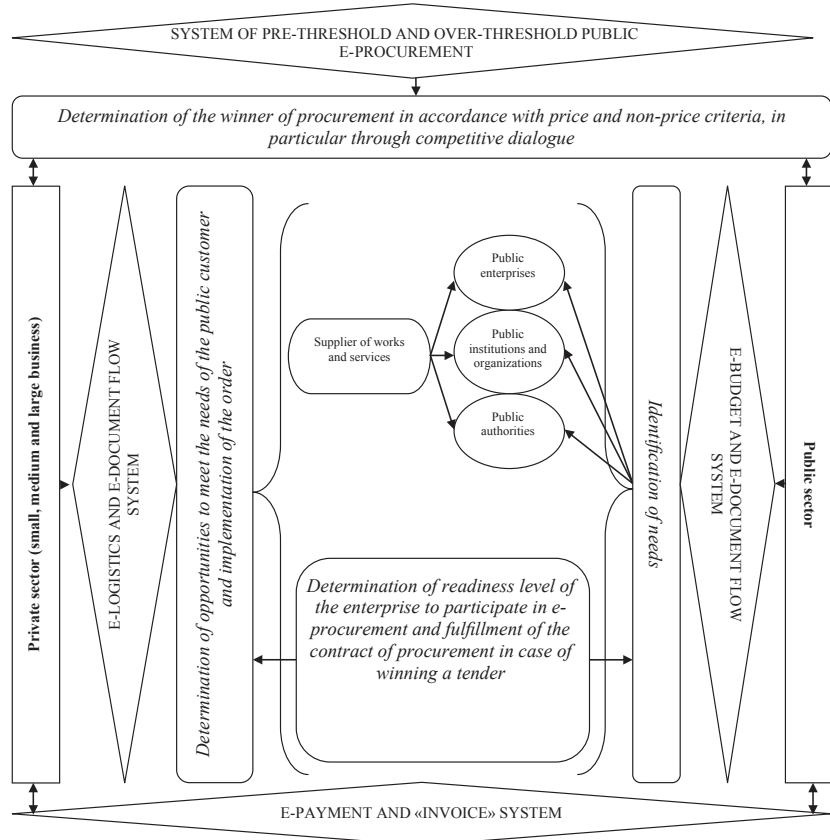 SYSTEM OF PRE-THRESHOLD AND OVER-THRESHOLD PUBLIC
E-PROCUREMENT
Determination of the winner of procurement in accordance with price and non-price criteria, in
particular through competitive dialogue
Private sector (small, medium and large business)
E-LOGISTICS AND E-DOCUMENT FLOW
SYSTEM
Determination of opportunities to meet the needs of the public customer
and implementation of the order
Supplier of works
and services
Public
enterprises
Public
institutions and
organizations
Public
authorities
Determination of readiness level of
the enterprise to participate in e-
procurement and fulfillment of the
contract of procurement in case of
winning a tender
Identification of needs
E-BUDGET AND E-DOCUMENT FLOW
SYSTEM
Public sector
E-PAYMENT AND «INVOICE» SYSTEM